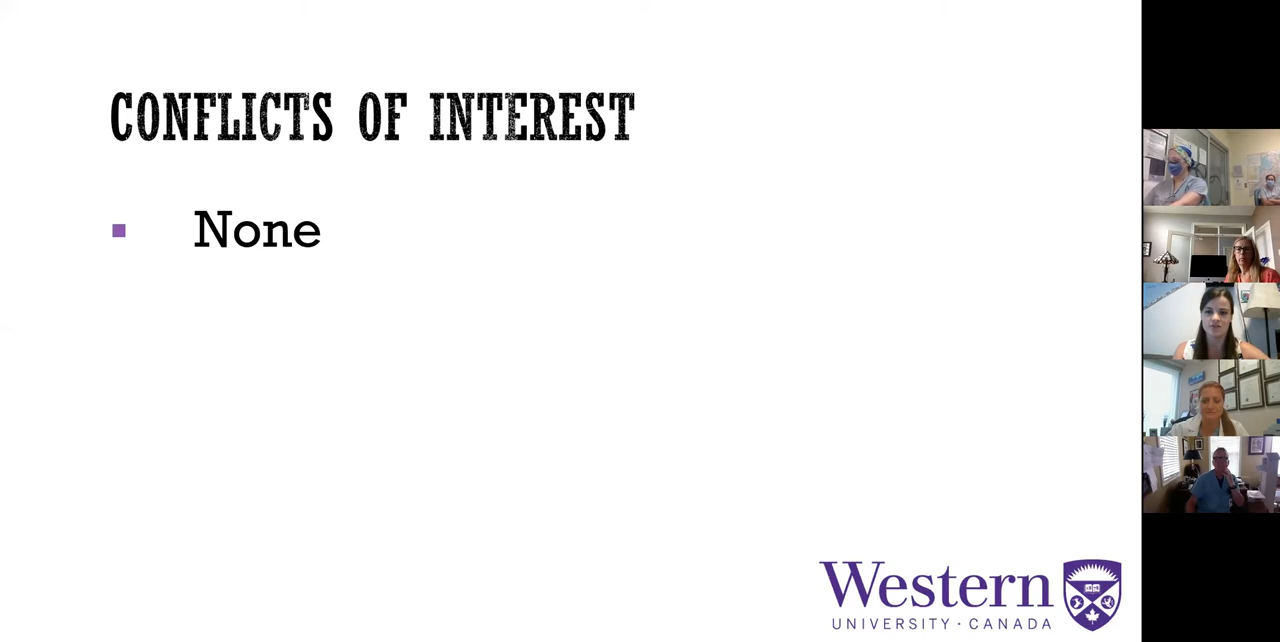 CONFLICTS OF INTEREST
▪ None
Western
UNIVERSITY · CANADA